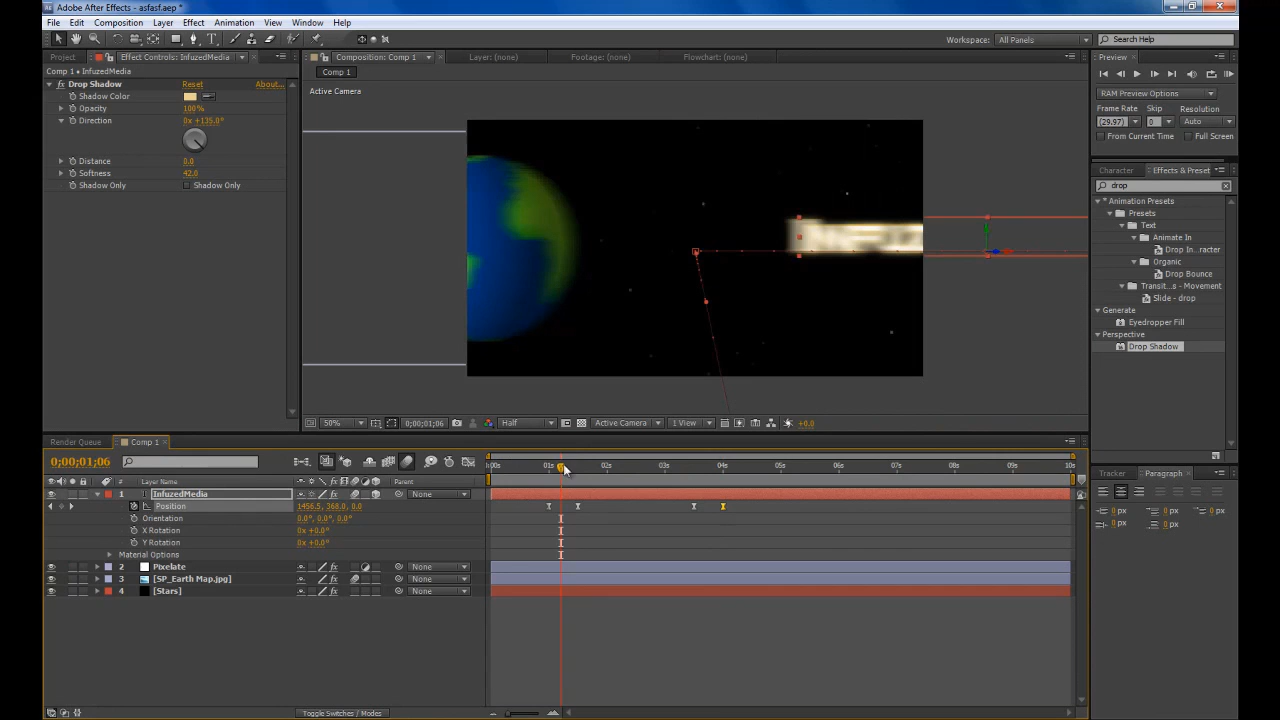 Adobe After Effects - asfasf.aep *
File Edit Composition Layer Effect Animation View Window Help
Workspace: All Panels Search Help
Project Effect Controls: InfuzedMedia Composition: Comp 1 Layer: (none) Footage: (none) Flowchart: (none) Preview
Comp 1 • InfuzedMedia
Comp 1
Drop Shadow Reset About...
Shadow Color
Opacity 100%
Direction 0x +135.0°
Distance 0.0
Softness 42.0
Shadow Only Shadow Only
Active Camera
RAM Preview Options
Frame Rate Skip Resolution
(29.97) 0 Auto
From Current Time Full Screen
Character Effects & Preset
drop
* Animation Presets
Presets
Text
Animate In
Drop In...racter
Organic
Drop Bounce
Transit...s - Movement
Slide - drop
Generate
Eyedropper Fill
Perspective
Drop Shadow
50% 0;00;01;06 Half Active Camera 1 View +0.0
Render Queue Comp 1
0;00;01;06
:00s 01s 02s 03s 04s 05s 06s 07s 08s 09s 10s
# Layer Name Parent
1 T InfuzedMedia None
Position 1456.5, 368.0, 0.0
Orientation 0.0°, 0.0°, 0.0°
X Rotation 0x +0.0°
Y Rotation 0x +0.0°
Material Options
2 Pixelate None
3 [SP_Earth Map.jpg] None
4 [Stars] None
Toggle Switches / Modes
Tracker Paragraph
0 px 0 px 0 px
0 px 0 px